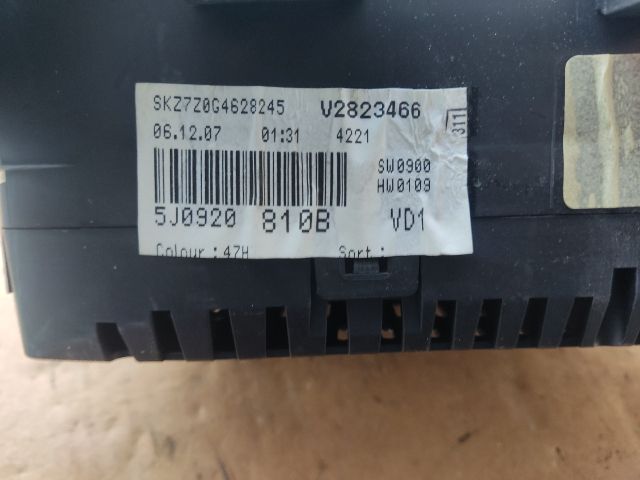 SKZ7Z0G4628245 V2823466
06.12.07 01:31 4221
311
SW0900
HW0109
5J0920 810B VD1
Colour : 47H Sort :